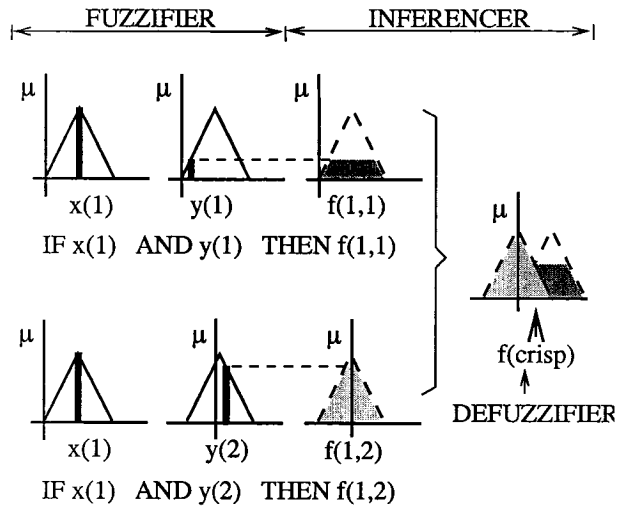 FUZZIFIER INFERENCER
μ μ μ
x(1) y(1) f(1,1)
IF x(1) AND y(1) THEN f(1,1)
μ
f(crisp)
DEFUZZIFIER
μ μ μ
x(1) y(2) f(1,2)
IF x(1) AND y(2) THEN f(1,2)